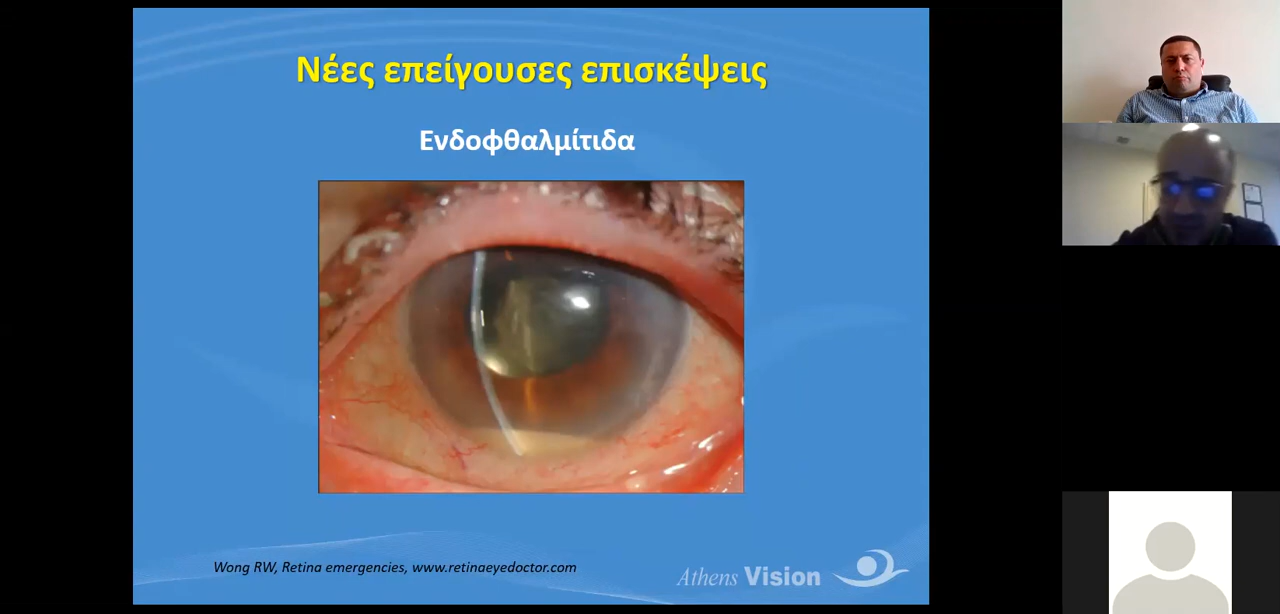 Νέες επείγουσες επισκέψεις
Ενδοφθαλμίτιδα
Wong RW, Retina emergencies, www.retinaeyedoctor.com
Athens Vision